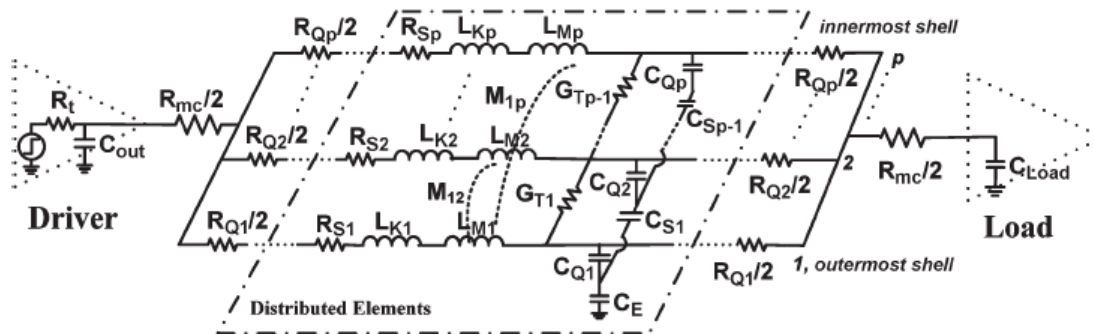 R_Qp/2 R_Sp L_Kp L_Mp innermost shell
R_mc/2 R_t C_out
M_1p G_Tp-1 C_Qp C_Sp-1 R_Qp/2 p
R_Q2/2 R_S2 L_K2 L_M2 C_Q2 R_Q2/2 2 R_mc/2 C_Load
Driver M_12 G_T1 C_S1 Load
R_Q1/2 R_S1 L_K1 L_M1 C_Q1 R_Q1/2 1, outermost shell
Distributed Elements C_E